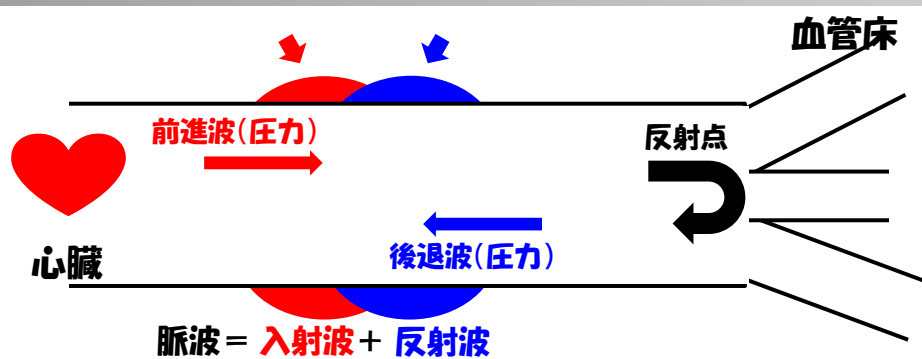 血管床
前進波(圧力)
反射点
後退波(圧力)
心臓
脈波= 入射波+ 反射波